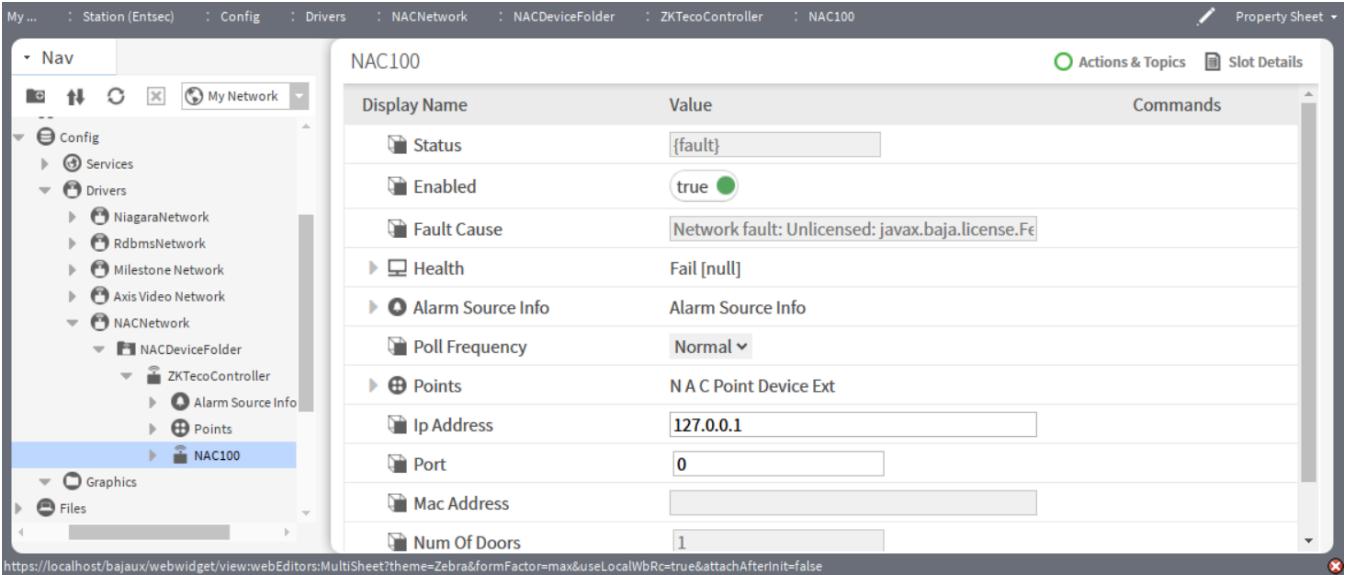 My ... : Station (Entsec) : Config : Drivers : NACNetwork : NACDeviceFolder : ZKTecoController : NAC100 Property Sheet
Nav
My Network
Config
Services
Drivers
NiagaraNetwork
RdbmsNetwork
Milestone Network
Axis Video Network
NACNetwork
NACDeviceFolder
ZKTecoController
Alarm Source Info
Points
NAC100
Graphics
Files
NAC100 Actions & Topics Slot Details
Display Name Value Commands
Status {fault}
Enabled true
Fault Cause Network fault: Unlicensed: javax.baja.license.Fe
Health Fail [null]
Alarm Source Info Alarm Source Info
Poll Frequency Normal
Points N A C Point Device Ext
Ip Address 127.0.0.1
Port 0
Mac Address
Num Of Doors 1
https://localhost/bajaux/webwidget/view:webEditors:MultiSheet?theme=Zebra&formFactor=max&useLocalWbRc=true&attachAfterInit=false